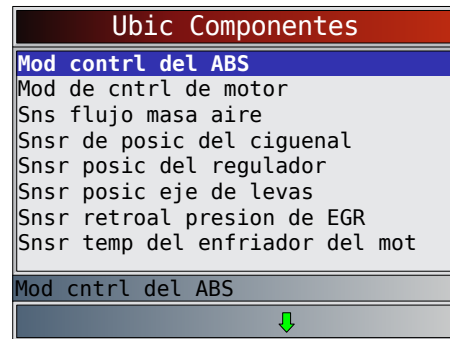 Ubic Componentes
Mod contrl del ABS
Mod de cntrl de motor
Sns flujo masa aire
Snsr de posic del ciguenal
Snsr posic del regulador
Snsr posic eje de levas
Snsr retroal presion de EGR
Snsr temp del enfriador del mot
Mod cntrl del ABS